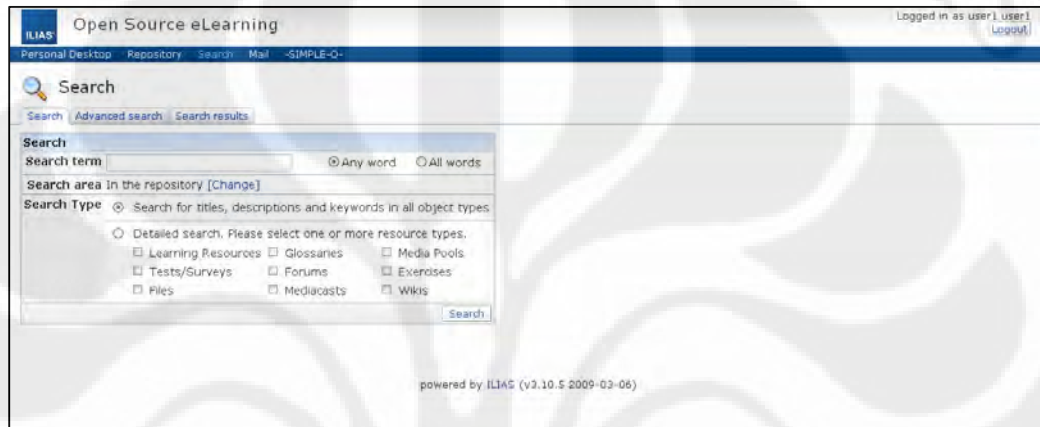 ILIAS Open Source eLearning
Logged in as user1 user1
Logout
Personal Desktop Repository Search Mail -SIMPLE-O-
Search
Search Advanced search Search results
Search
Search term Any word All words
Search area In the repository [Change]
Search Type Search for titles, descriptions and keywords in all object types
Detailed search. Please select one or more resource types.
Learning Resources Glossaries Media Pools
Tests/Surveys Forums Exercises
Files Mediacasts Wikis
Search
powered by ILIAS (v3.10.5 2009-03-06)